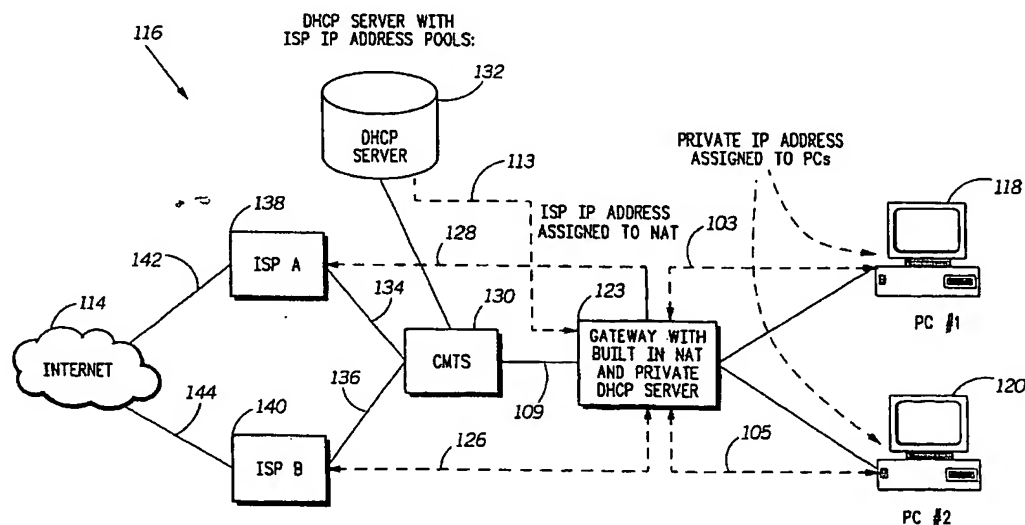 DHCP SERVER WITH
ISP IP ADDRESS POOLS:
116
132
DHCP
SERVER
PRIVATE IP ADDRESS
ASSIGNED TO PCs
118
113
138
ISP IP ADDRESS
ASSIGNED TO NAT
103
128
142
ISP A
134
130
123
114
PC #1
INTERNET
CMTS
GATEWAY WITH
BUILT IN NAT
AND PRIVATE
DHCP SERVER
136
109
120
144
140
126
105
ISP B
PC #2